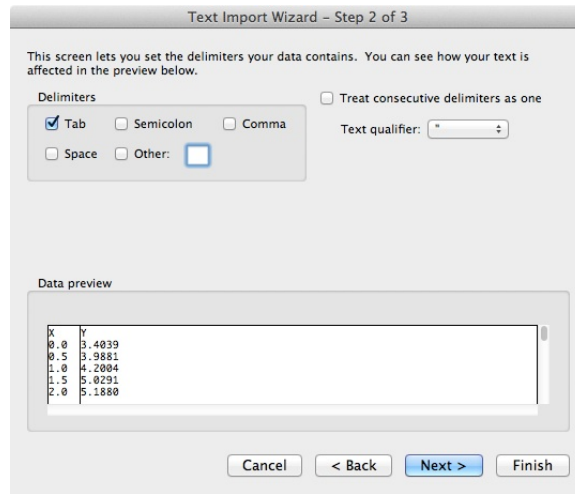 Text Import Wizard – Step 2 of 3
This screen lets you set the delimiters your data contains. You can see how your text is
affected in the preview below.
Delimiters
Treat consecutive delimiters as one
Tab Semicolon Comma
Text qualifier: "
Space Other:
Data preview
X Y
0.0 3.4039
0.5 3.9881
1.0 4.2004
1.5 5.0291
2.0 5.1880
Cancel < Back Next > Finish